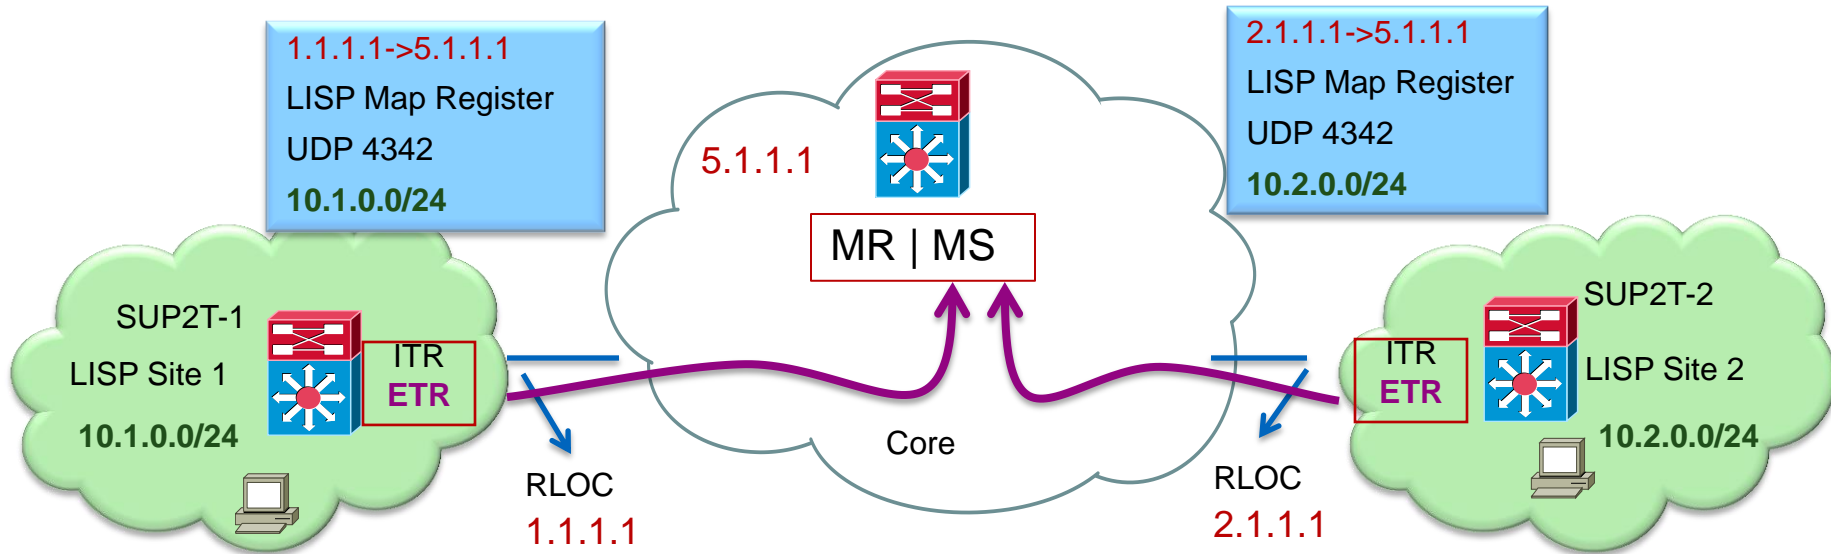 1.1.1.1->5.1.1.1
LISP Map Register
UDP 4342
10.1.0.0/24
2.1.1.1->5.1.1.1
LISP Map Register
UDP 4342
10.2.0.0/24
5.1.1.1
MR | MS
SUP2T-1
LISP Site 1
10.1.0.0/24
ITR
ETR
RLOC
1.1.1.1
Core
RLOC
2.1.1.1
ITR
ETR
SUP2T-2
LISP Site 2
10.2.0.0/24